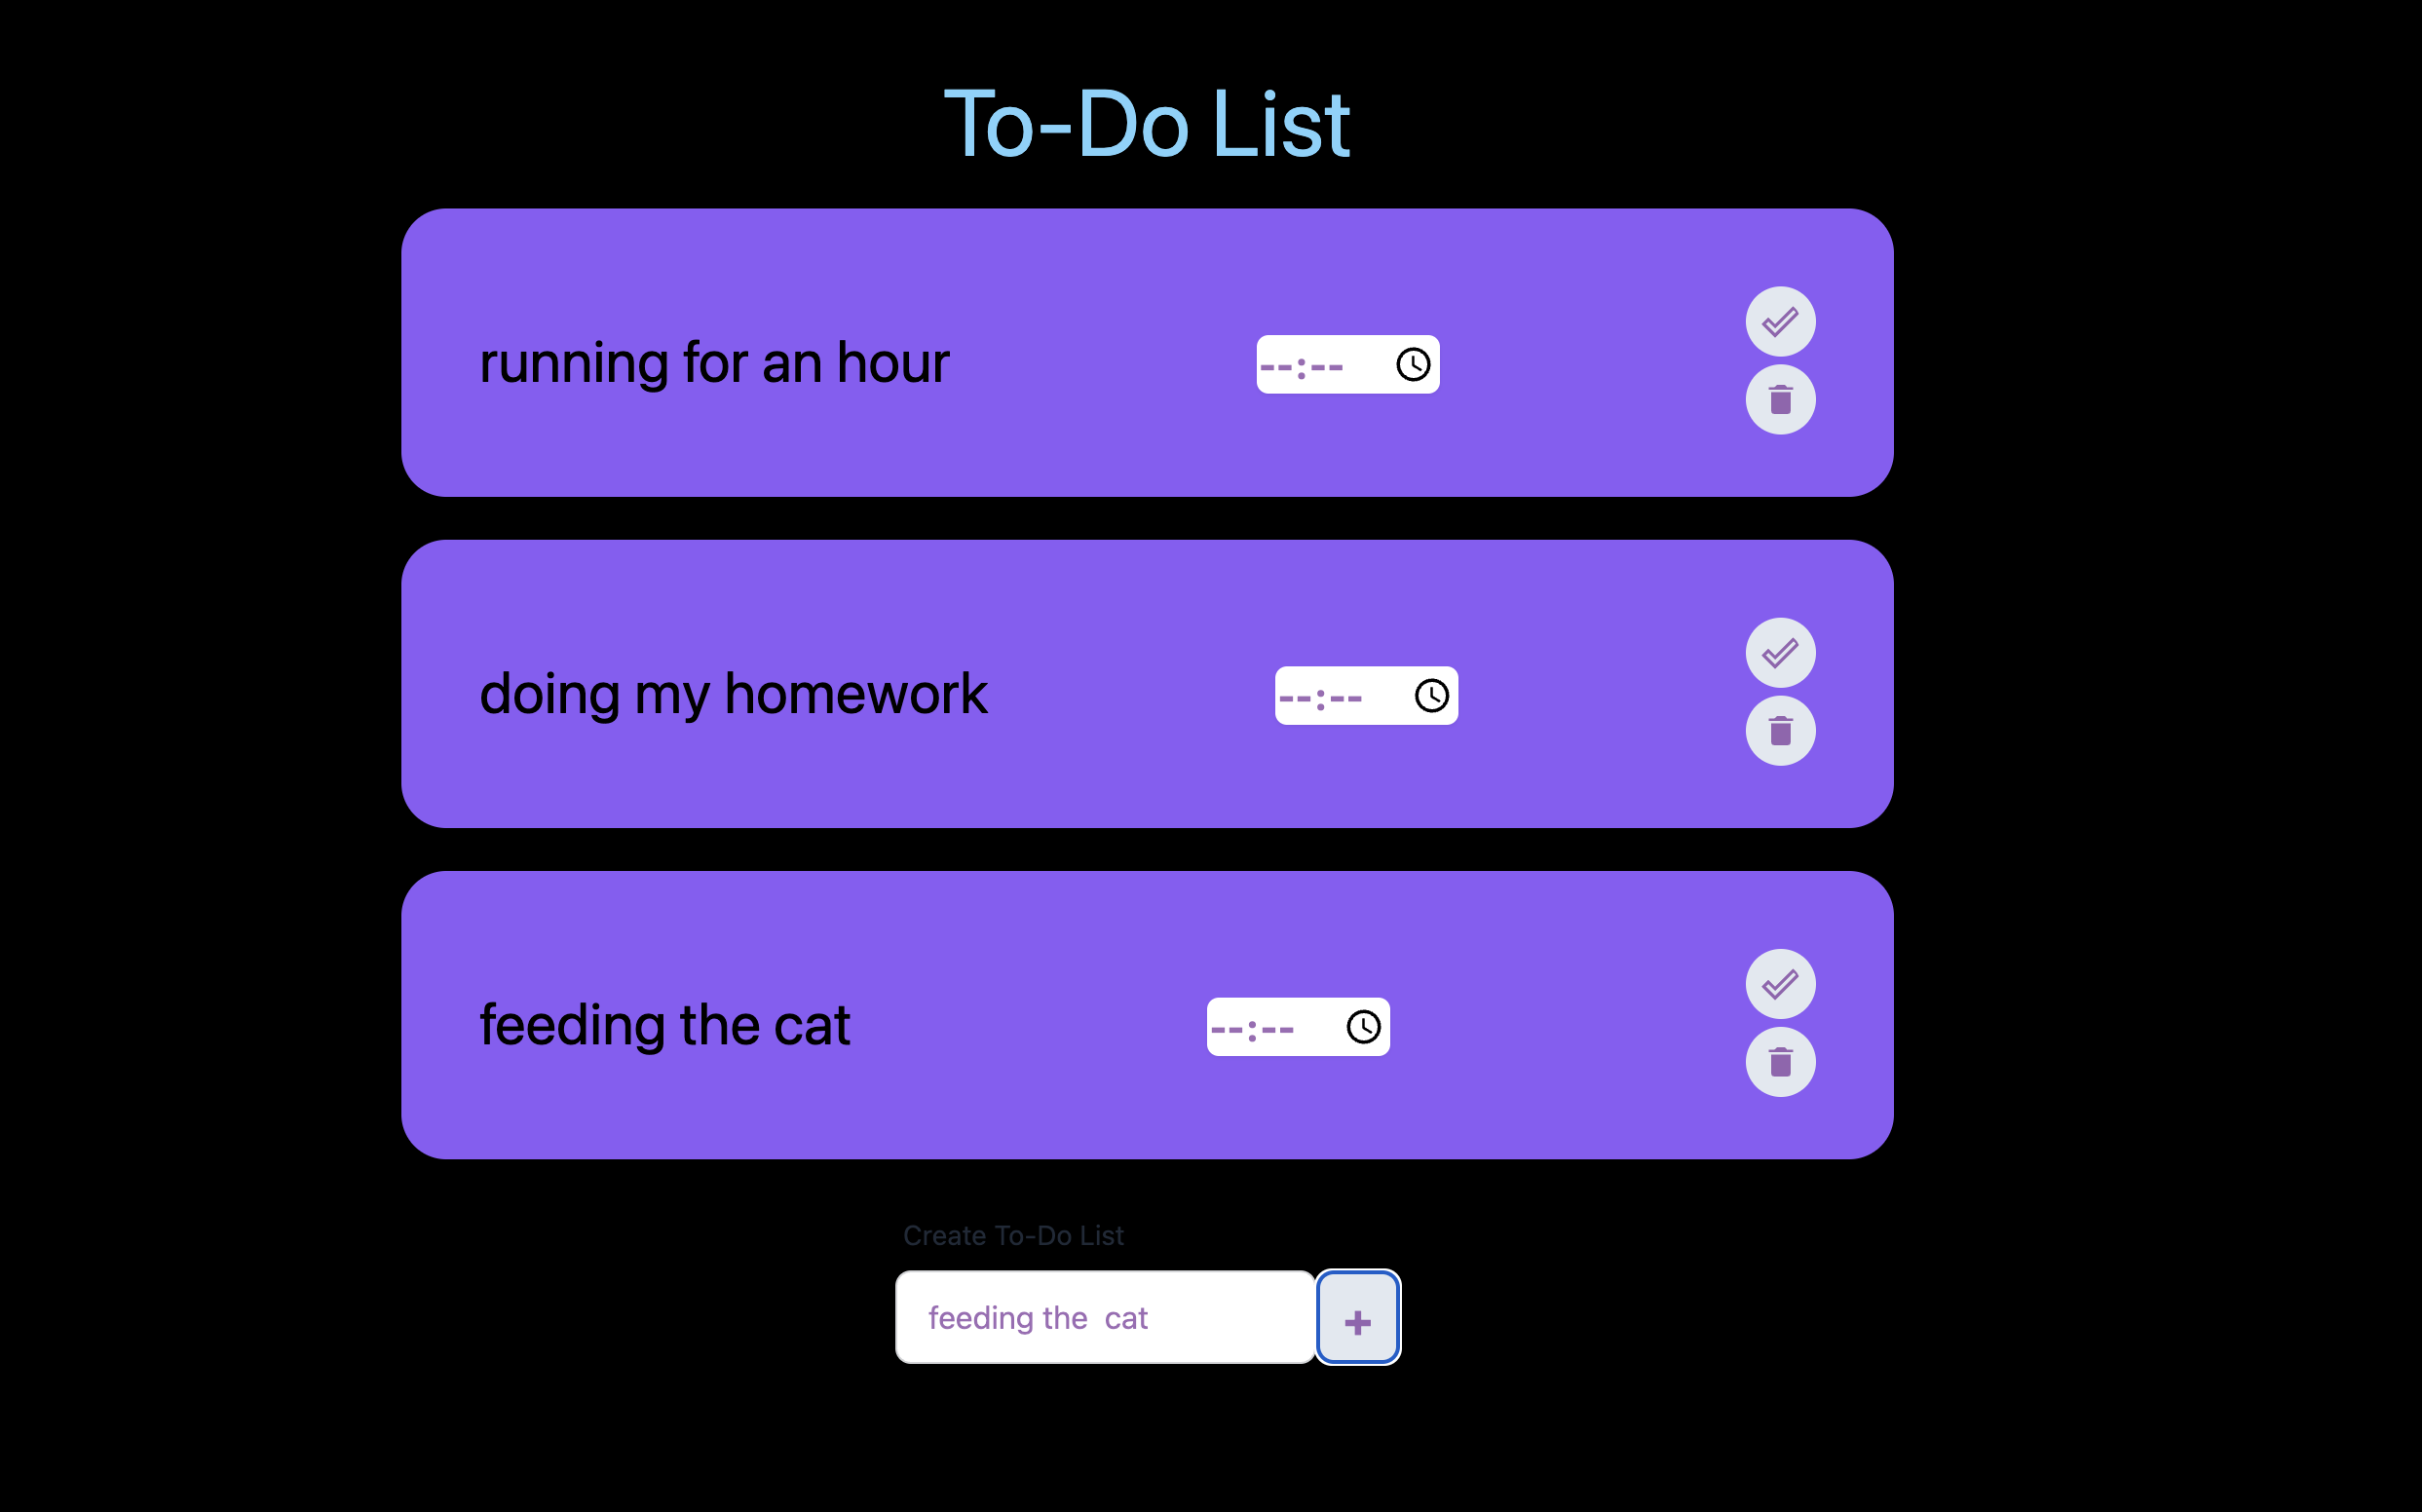 To-Do List
running for an hour
--:--
doing my homework
--:--
feeding the cat
--:--
Create To-Do List
feeding the  cat
+